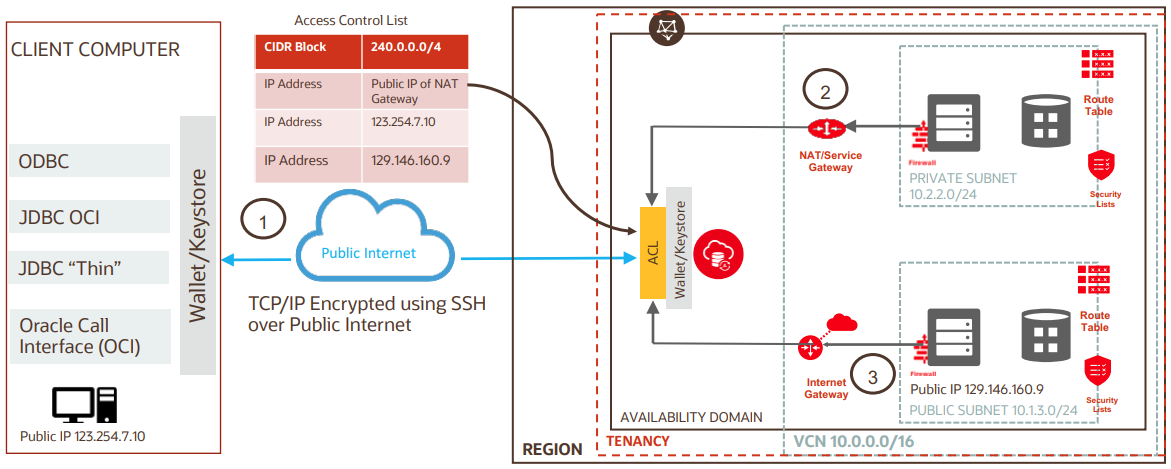 Access Control List
CIDR Block 240.0.0.0/4
IP Address Public IP of NAT
Gateway
IP Address 123.254.7.10
IP Address 129.146.160.9
CLIENT COMPUTER
ODBC
JDBC OCI
JDBC “Thin”
Oracle Call
Interface (OCI)
Wallet/Keystore
Public IP 123.254.7.10
1
Public Internet
TCP/IP Encrypted using SSH
over Public Internet
ACL
Wallet/Keystore
2
NAT/Service
Gateway
Firewall
PRIVATE SUBNET
10.2.2.0/24
Route
Table
Security
Lists
3
Internet
Gateway
Firewall
Public IP 129.146.160.9
PUBLIC SUBNET 10.1.3.0/24
Route
Table
Security
Lists
AVAILABILITY DOMAIN
TENANCY
VCN 10.0.0.0/16
REGION